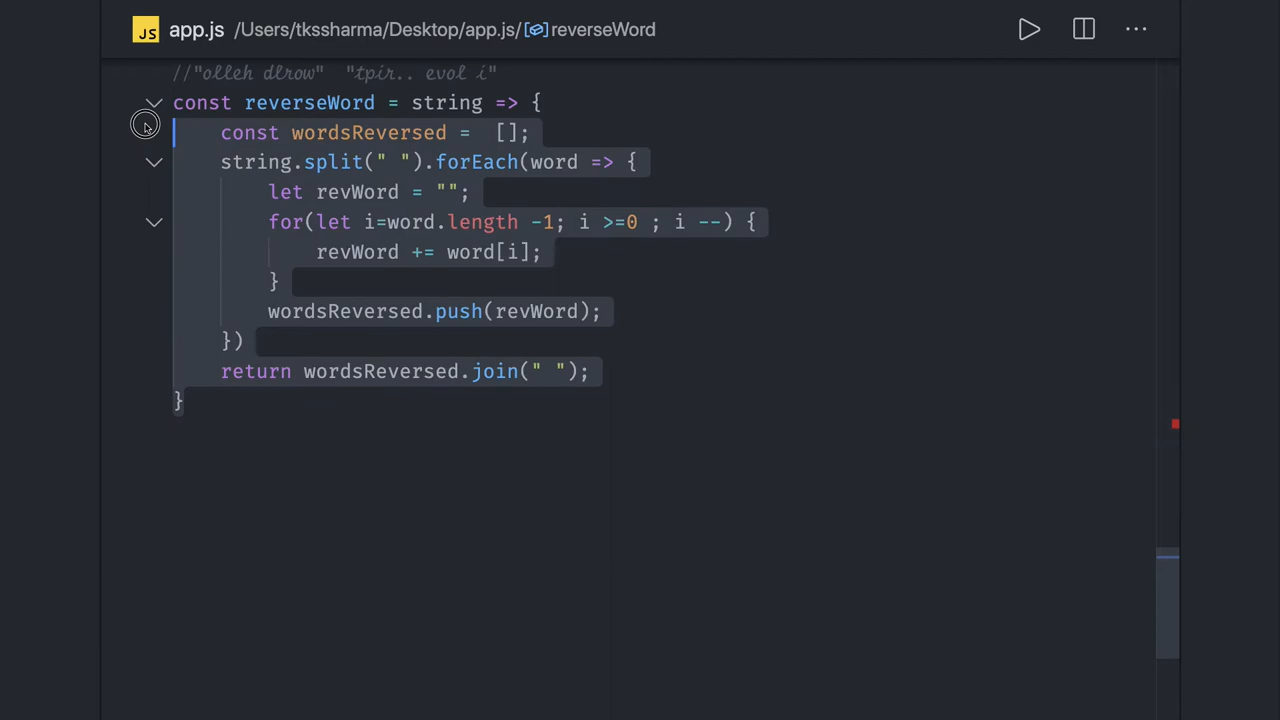 JS app.js /Users/tkssharma/Desktop/app.js/reverseWord
//"olleh dlrow"  "tpir.. evol i"
const reverseWord = string => {
    const wordsReversed =  [];
    string.split(" ").forEach(word => {
        let revWord = "";
        for(let i=word.length -1; i >=0 ; i --) {
            revWord += word[i];
        }
        wordsReversed.push(revWord);
    })
    return wordsReversed.join(" ");
}